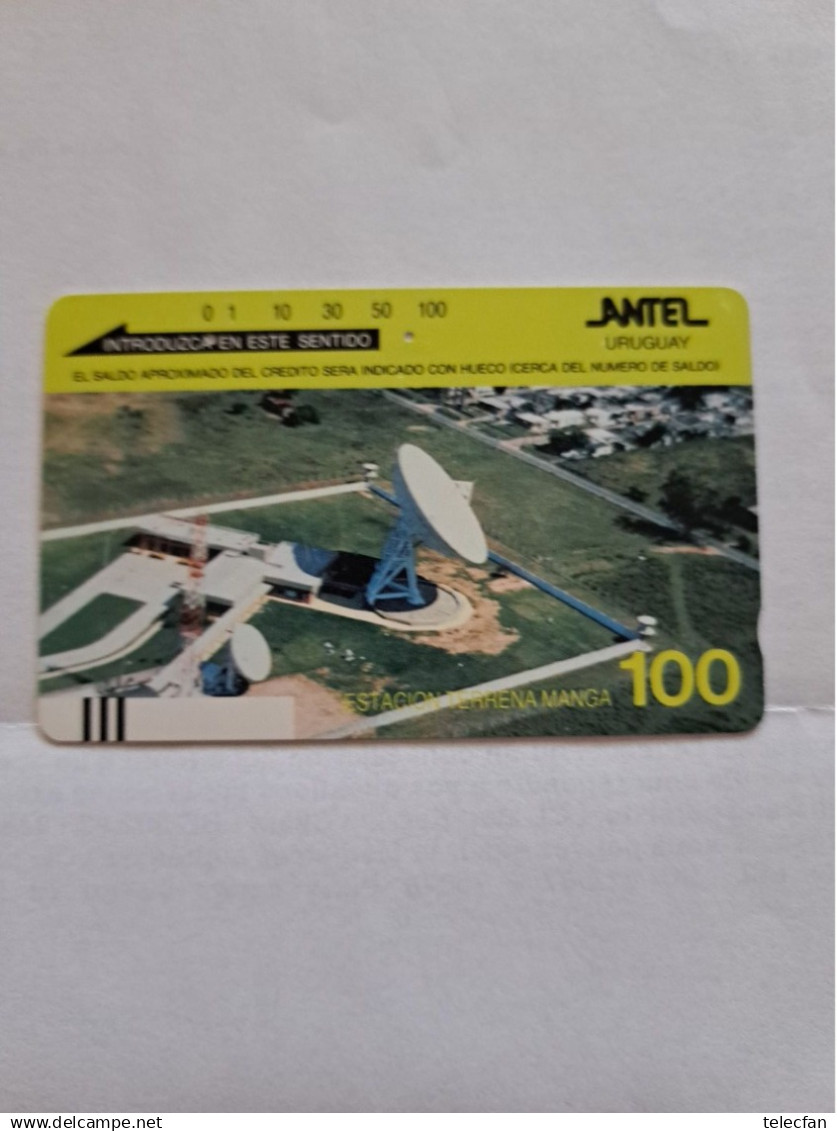 0 1 10 30 50 100
ANTEL
INTRODUZCA EN ESTE SENTIDO
URUGUAY
EL SALDO APROXIMADO DEL CREDITO SERA INDICADO CON HUECO (CERCA DEL NUMERO DE SALDO)
ESTACION TERRENA MANGA 100
©www.delcampe.net
telecfan